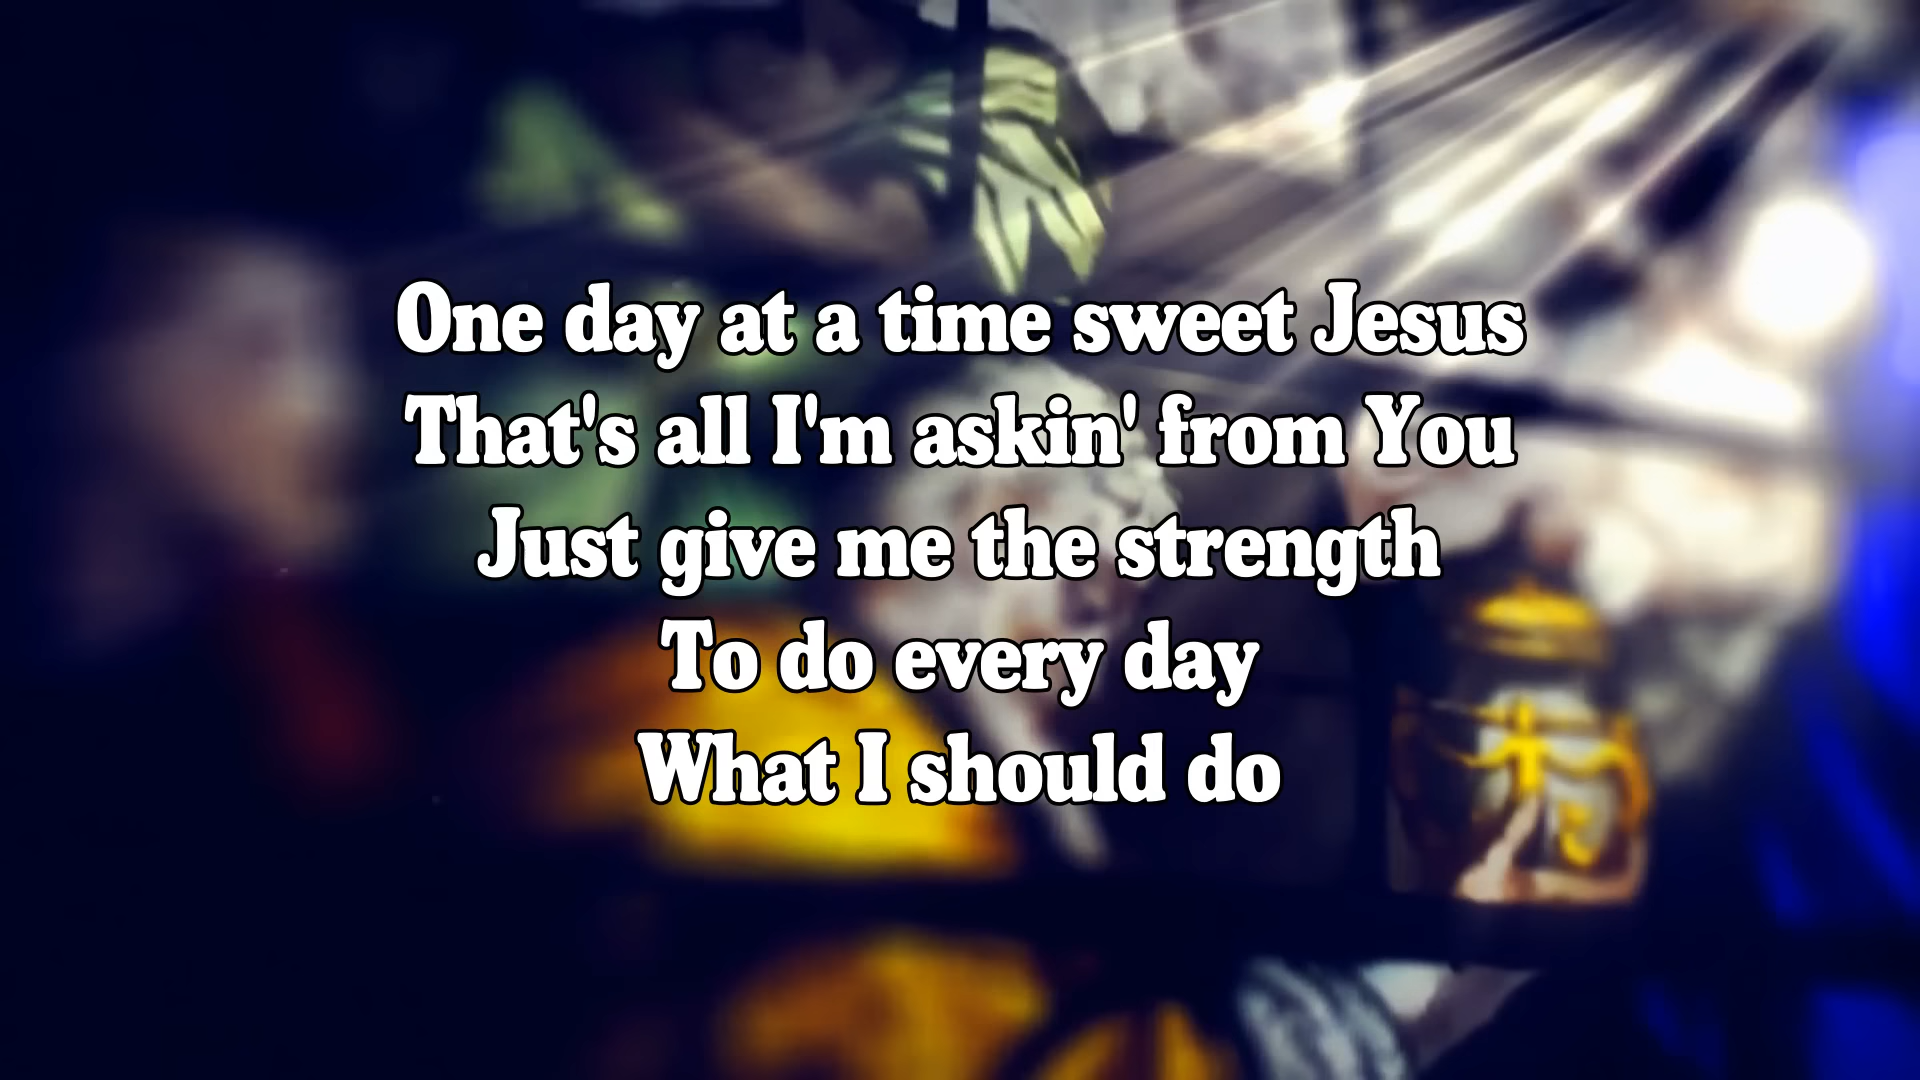 One day at a time sweet Jesus
That's all I'm askin' from You
Just give me the strength
To do every day
What I should do